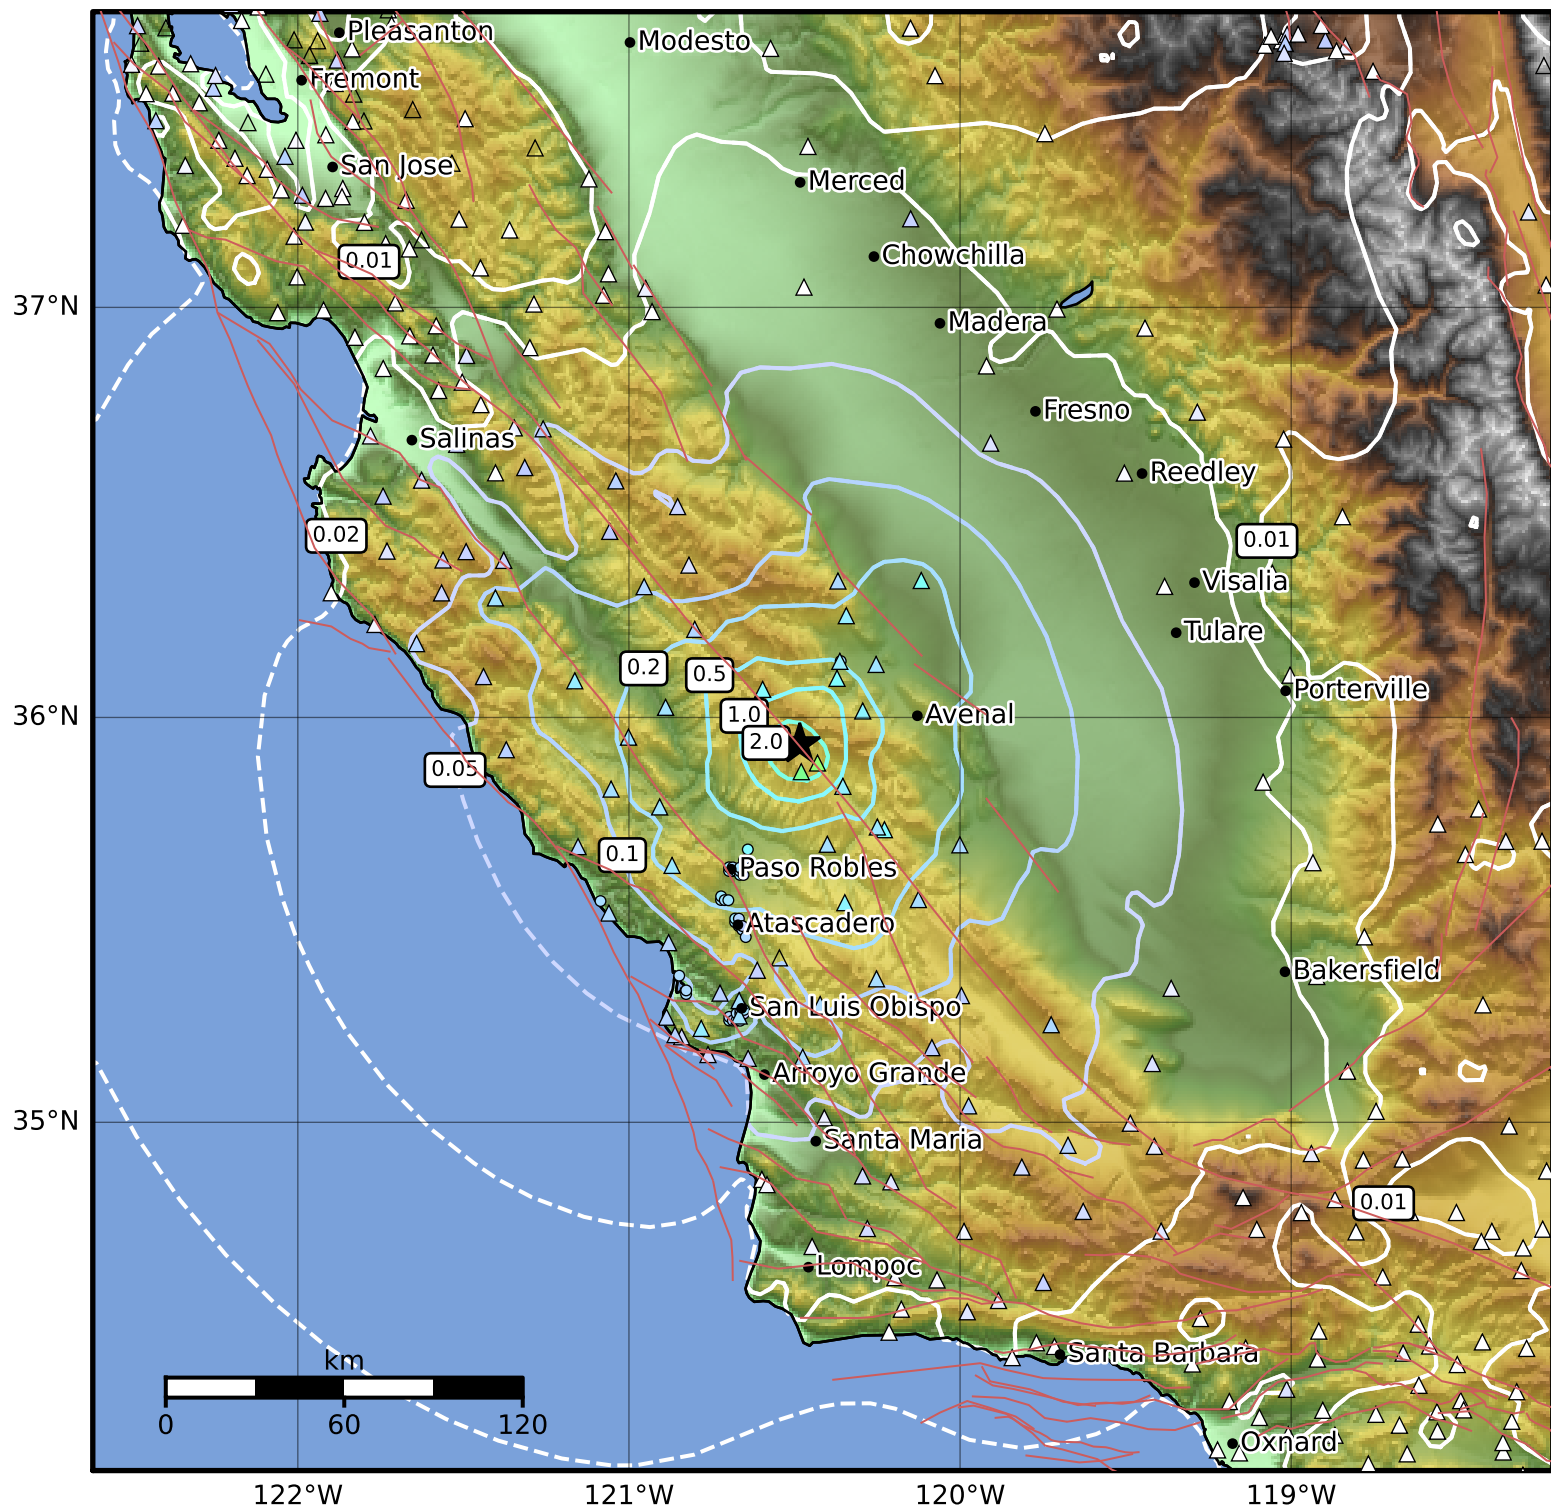 Pleasanton
Modesto
Fremont
San Jose
Merced
Chowchilla
0.01
37°N
Madera
Fresno
Salinas
Reedley
0.02
0.01
Visalia
Tulare
0.2
0.5
Porterville
1.0
Avenal
36°N
2.0
0.05
0.1
Paso Robles
Atascadero
Bakersfield
San Luis Obispo
Arroyo Grande
35°N
Santa Maria
0.01
Lompoc
Santa Barbara
km
0 60 120
Oxnard
122°W 121°W 120°W 119°W